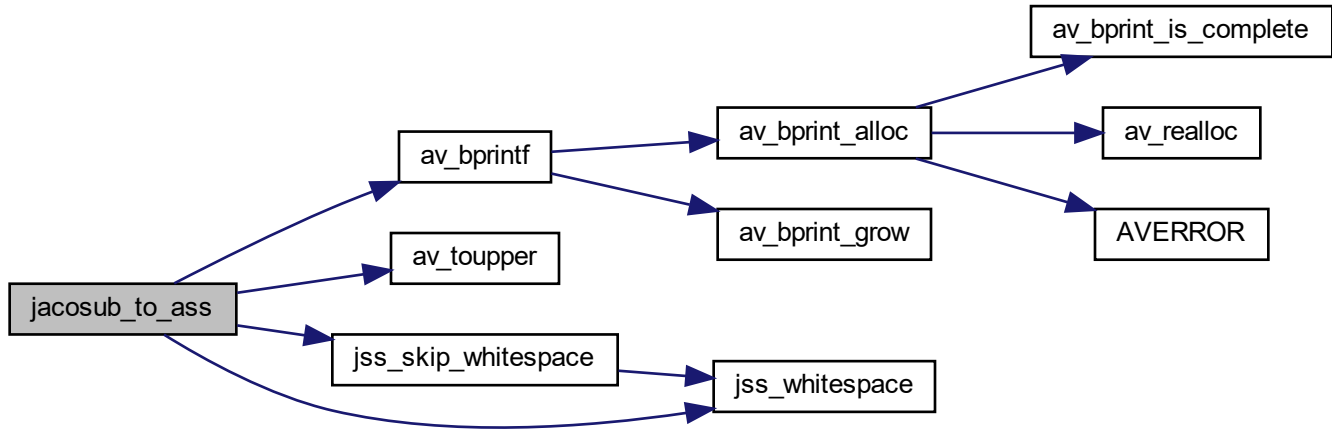 av_bprint_is_complete
av_bprint_alloc
av_realloc
av_bprintf
av_bprint_grow
AVERROR
av_toupper
jacosub_to_ass
jss_skip_whitespace
jss_whitespace